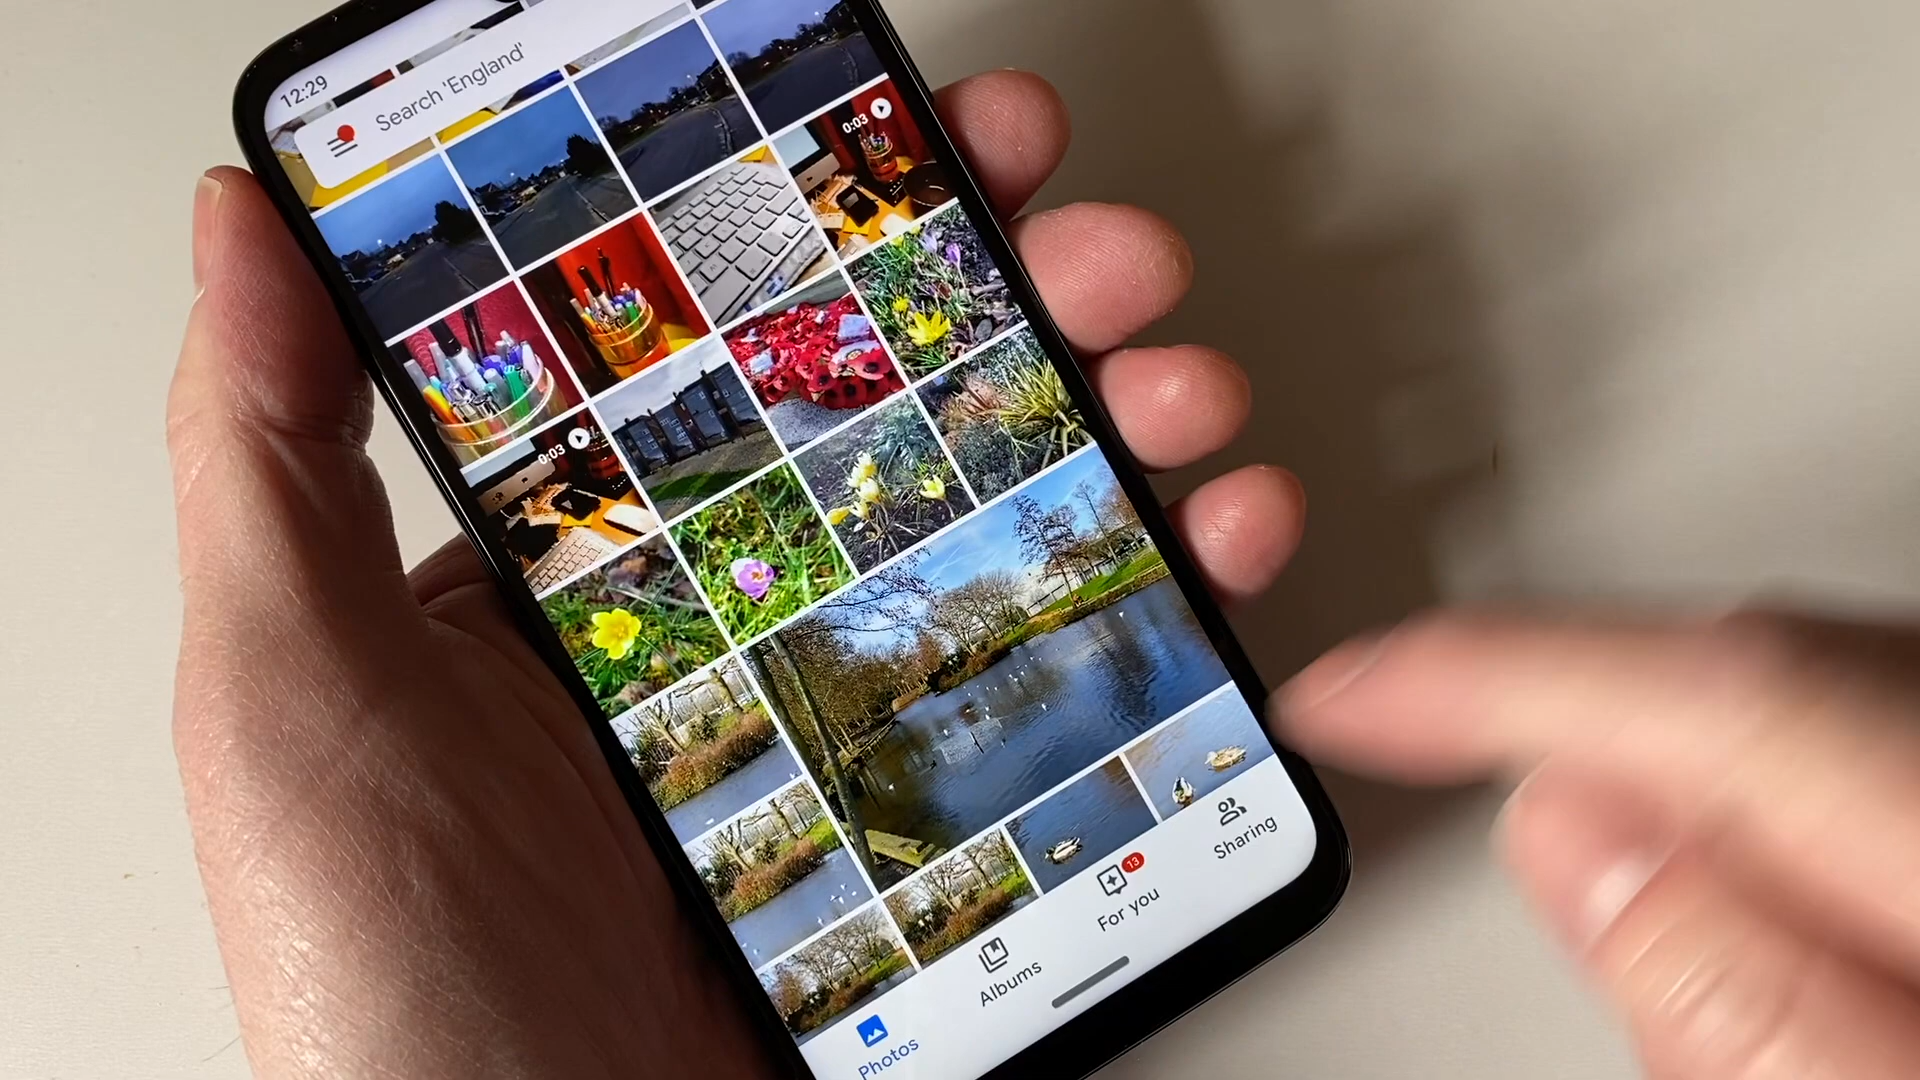 12:29
Search 'England'
0:03
0:03
13
Sharing
For you
Albums
Photos